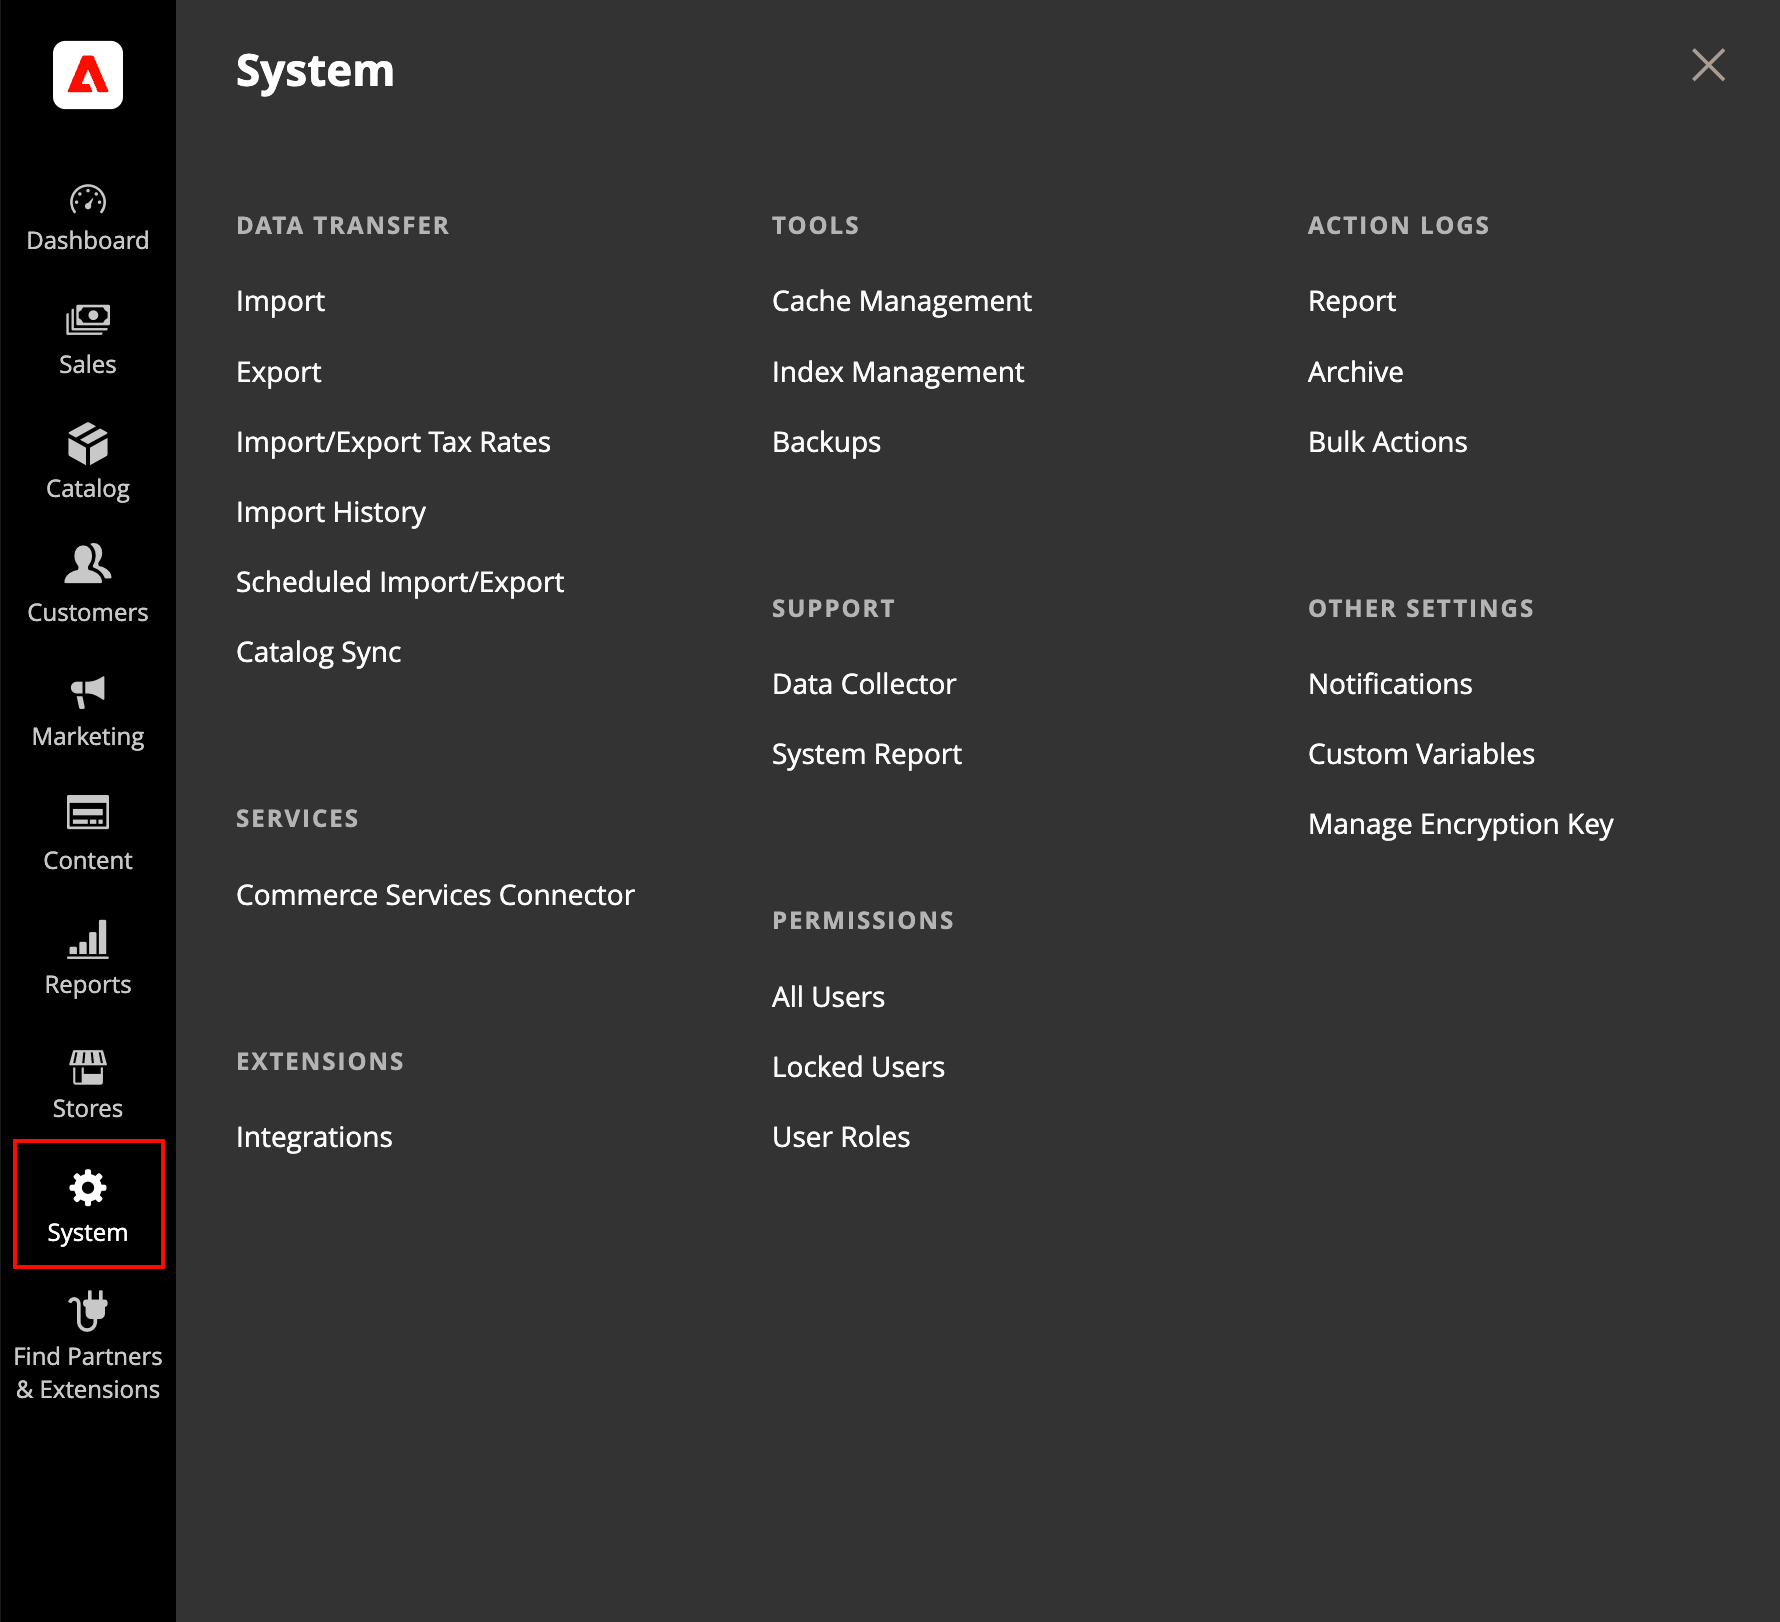 Dashboard
Sales
Catalog
Customers
Marketing
Content
Reports
Stores
System
Find Partners
& Extensions
System
DATA TRANSFER
Import
Export
Import/Export Tax Rates
Import History
Scheduled Import/Export
Catalog Sync
SERVICES
Commerce Services Connector
EXTENSIONS
Integrations
TOOLS
Cache Management
Index Management
Backups
SUPPORT
Data Collector
System Report
PERMISSIONS
All Users
Locked Users
User Roles
ACTION LOGS
Report
Archive
Bulk Actions
OTHER SETTINGS
Notifications
Custom Variables
Manage Encryption Key